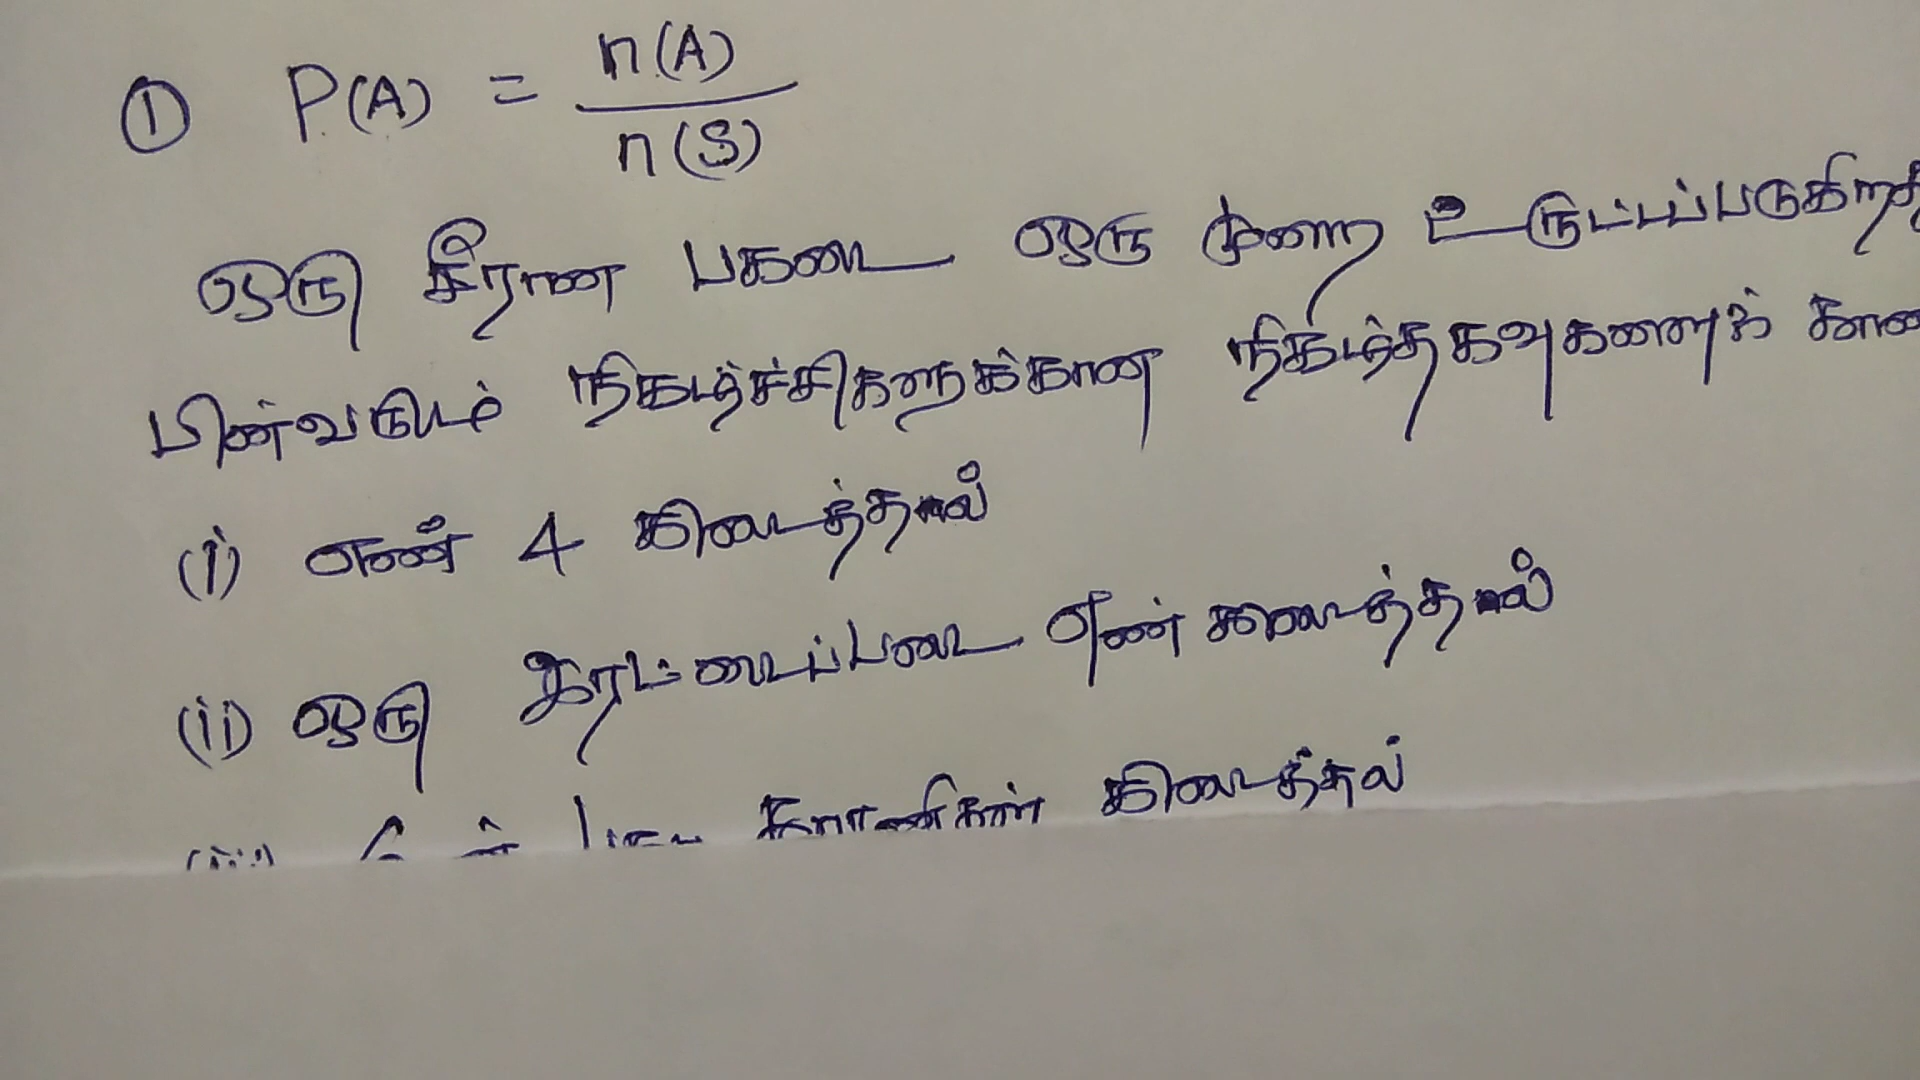 ① P(A) = n(A) / n(S)
ஒரு சீரான பகடை ஒரு முறை உருட்டப்படுகிறது
பின்வரும் நிகழ்ச்சிகளுக்கான நிகழ்தகவுகளைக்
(i) எண் 4 கிடைத்தல்
(ii) ஒரு இரட்டைப்படை எண் கிடைத்தல்
கிடைத்தல்